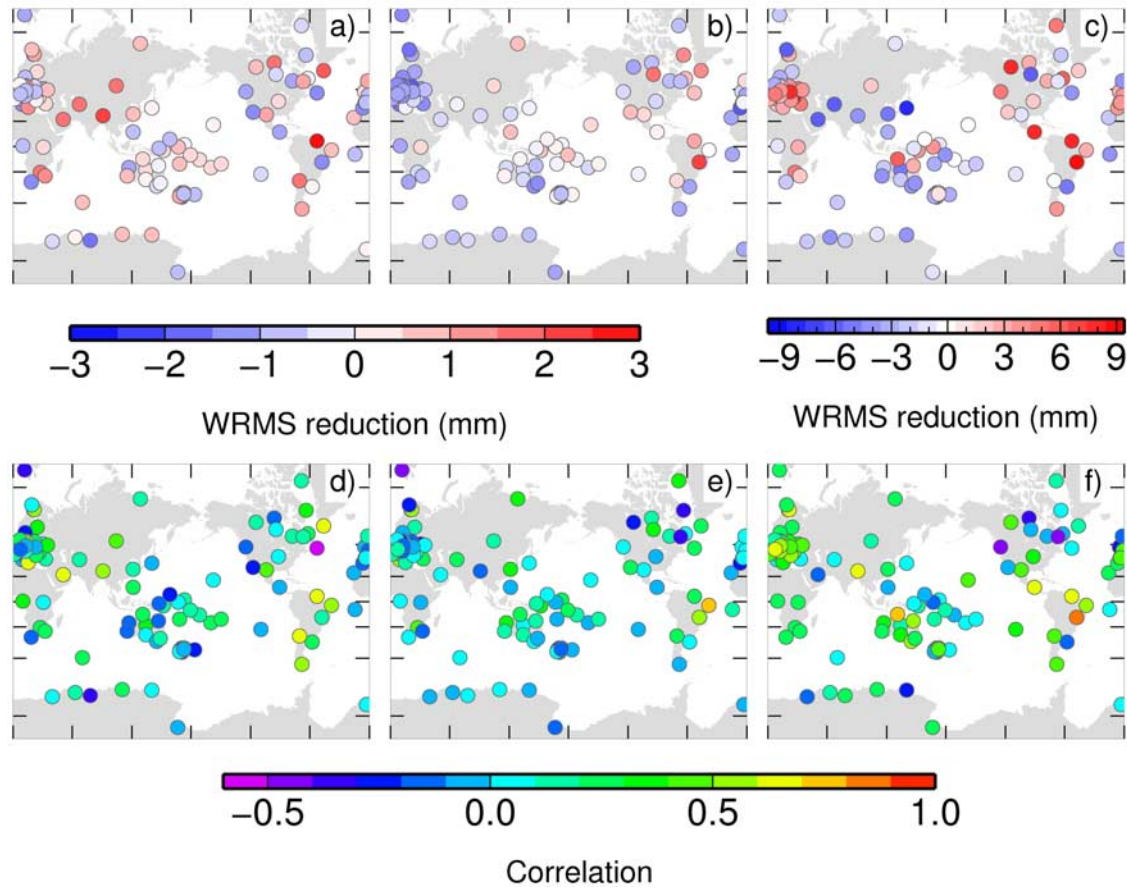 a) b) c)
−3 −2 −1 0 1 2 3
−9 −6 −3 0 3 6 9
WRMS reduction (mm)
WRMS reduction (mm)
d) e) f)
−0.5 0.0 0.5 1.0
Correlation